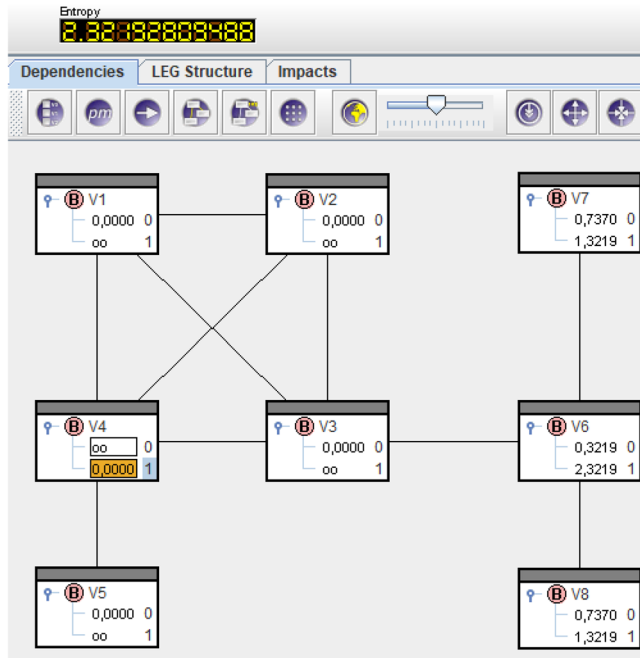 Entropy
2.32192809488
Dependencies LEG Structure Impacts
pm
B V1
0,0000 0
oo 1
B V2
0,0000 0
oo 1
B V7
0,7370 0
1,3219 1
B V4
oo 0
0,0000 1
B V3
0,0000 0
oo 1
B V6
0,3219 0
2,3219 1
B V5
0,0000 0
oo 1
B V8
0,7370 0
1,3219 1